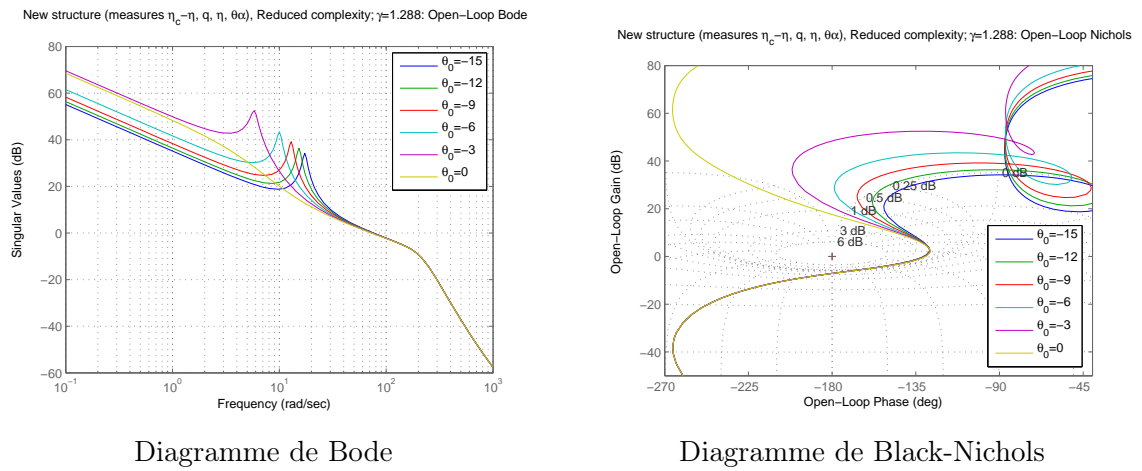 New structure (measures η_c−η, q, η, θα), Reduced complexity; γ=1.288: Open−Loop Bode
80
60
40
20
0
−20
−40
−60
Singular Values (dB)
10^−1
10^0
10^1
10^2
10^3
Frequency (rad/sec)
θ_0=−15
θ_0=−12
θ_0=−9
θ_0=−6
θ_0=−3
θ_0=0
Diagramme de Bode
New structure (measures η_c−η, q, η, θα), Reduced complexity; γ=1.288: Open−Loop Nichols
80
60
40
20
0
−20
−40
Open−Loop Gain (dB)
0 dB
0.25 dB
0.5 dB
1 dB
3 dB
6 dB
θ_0=−15
θ_0=−12
θ_0=−9
θ_0=−6
θ_0=−3
θ_0=0
−270
−225
−180
−135
−90
−45
Open−Loop Phase (deg)
Diagramme de Black-Nichols